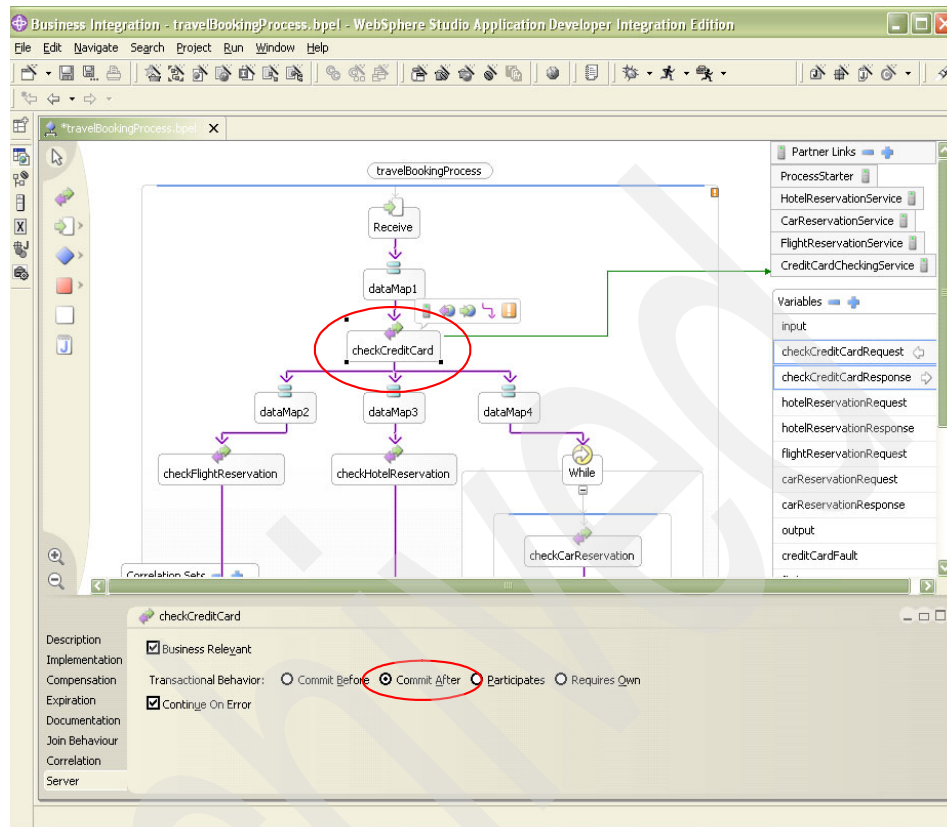 Business Integration - travelBookingProcess.bpel - WebSphere Studio Application Developer Integration Edition
File Edit Navigate Search Project Run Window Help
*travelBookingProcess.bpel
travelBookingProcess
Partner Links
ProcessStarter
HotelReservationService
CarReservationService
FlightReservationService
CreditCardCheckingService
Receive
dataMap1
checkCreditCard
Variables
input
checkCreditCardRequest
checkCreditCardResponse
hotelReservationRequest
hotelReservationResponse
flightReservationRequest
carReservationRequest
carReservationResponse
output
creditCardFault
dataMap2
dataMap3
dataMap4
checkFlightReservation
checkHotelReservation
While
checkCarReservation
Correlation Sets
checkCreditCard
Description
Implementation
Compensation
Expiration
Documentation
Join Behaviour
Correlation
Server
Business Relevant
Transactional Behavior: Commit Before Commit After Participates Requires Own
Continue On Error